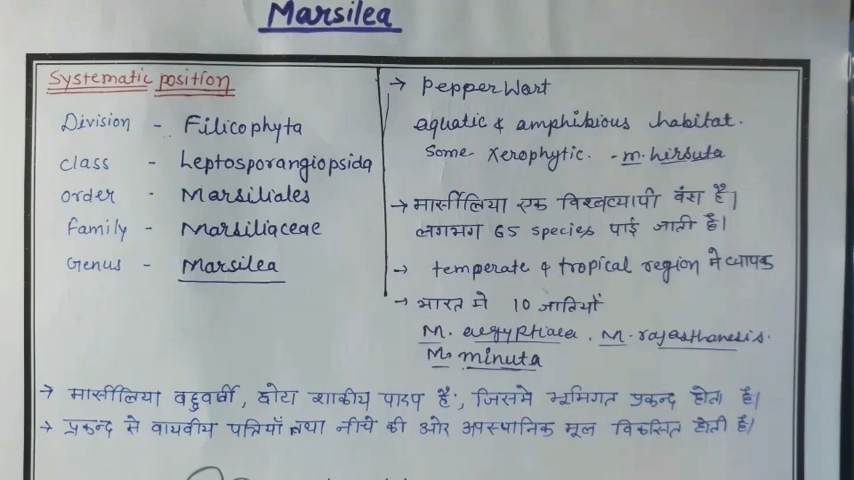 Marsilea
Systematic position
Division - Filicophyta
Class - Leptosporangiopsida
Order - Marsiliales
Family - Marsiliaceae
Genus - Marsilea
→ Pepper Wort
aquatic & amphibious habitat.
Some - Xerophytic. - m. hirsuta
→ मार्सीलिया एक विश्वव्यापी वंश है।
लगभग 65 species पाई जाती है।
→ temperate & tropical region मे व्यापक
→ भारत मे 10 जातियाँ
M. aegyptiaca. M. rajasthanesis.
M. minuta
→ मार्सीलिया बहुवर्षी, छोटा शाकीय पादप है, जिसमे भूमिगत प्रकन्द होता है।
→ प्रकन्द से वायवीय पत्तियाँ तथा नीचे की ओर अपस्थानिक मूल विकसित होती है।